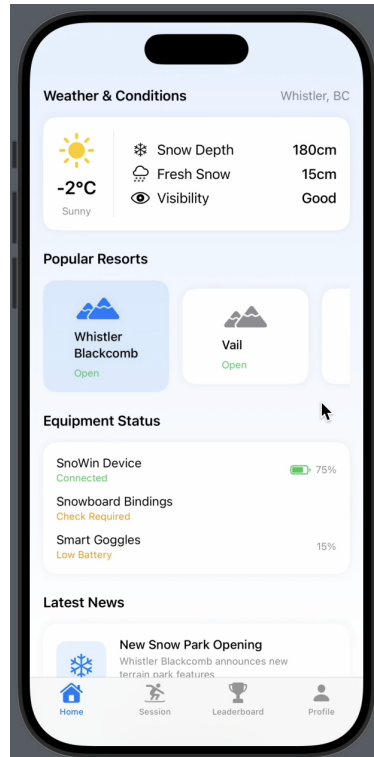 Weather & Conditions Whistler, BC
Snow Depth 180cm
Fresh Snow 15cm
-2°C
Visibility Good
Sunny
Popular Resorts
Whistler
Blackcomb
Open
Vail
Open
Equipment Status
SnoWin Device
Connected
75%
Snowboard Bindings
Check Required
Smart Goggles
Low Battery
15%
Latest News
New Snow Park Opening
Whistler Blackcomb announces new
terrain park features
Home Session Leaderboard Profile